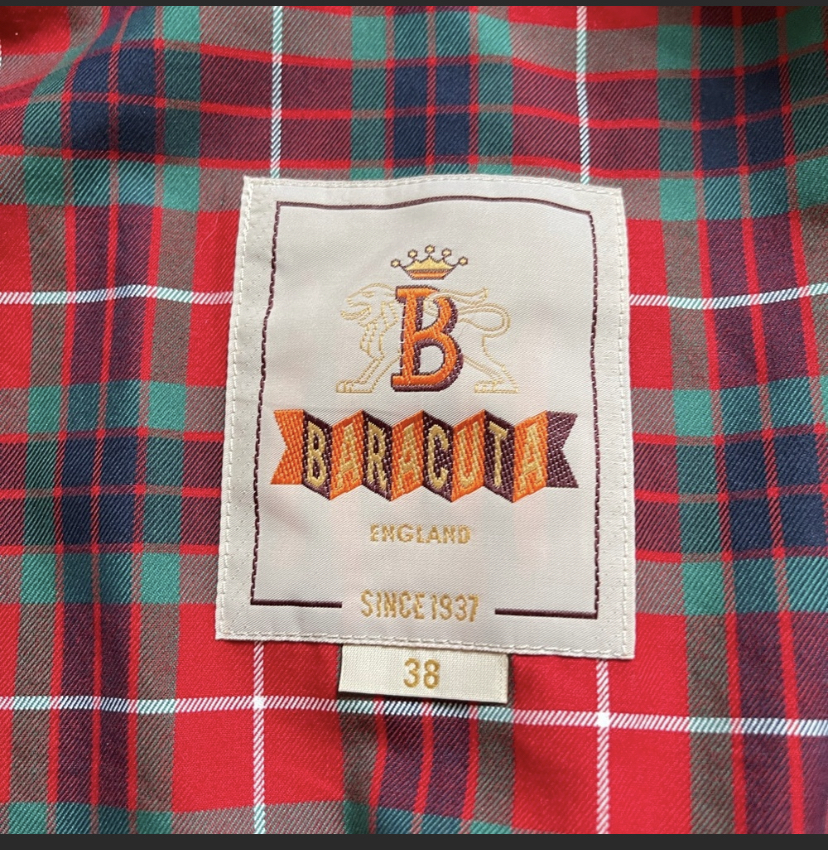 B
BARACUTA
ENGLAND
SINCE 1937
38